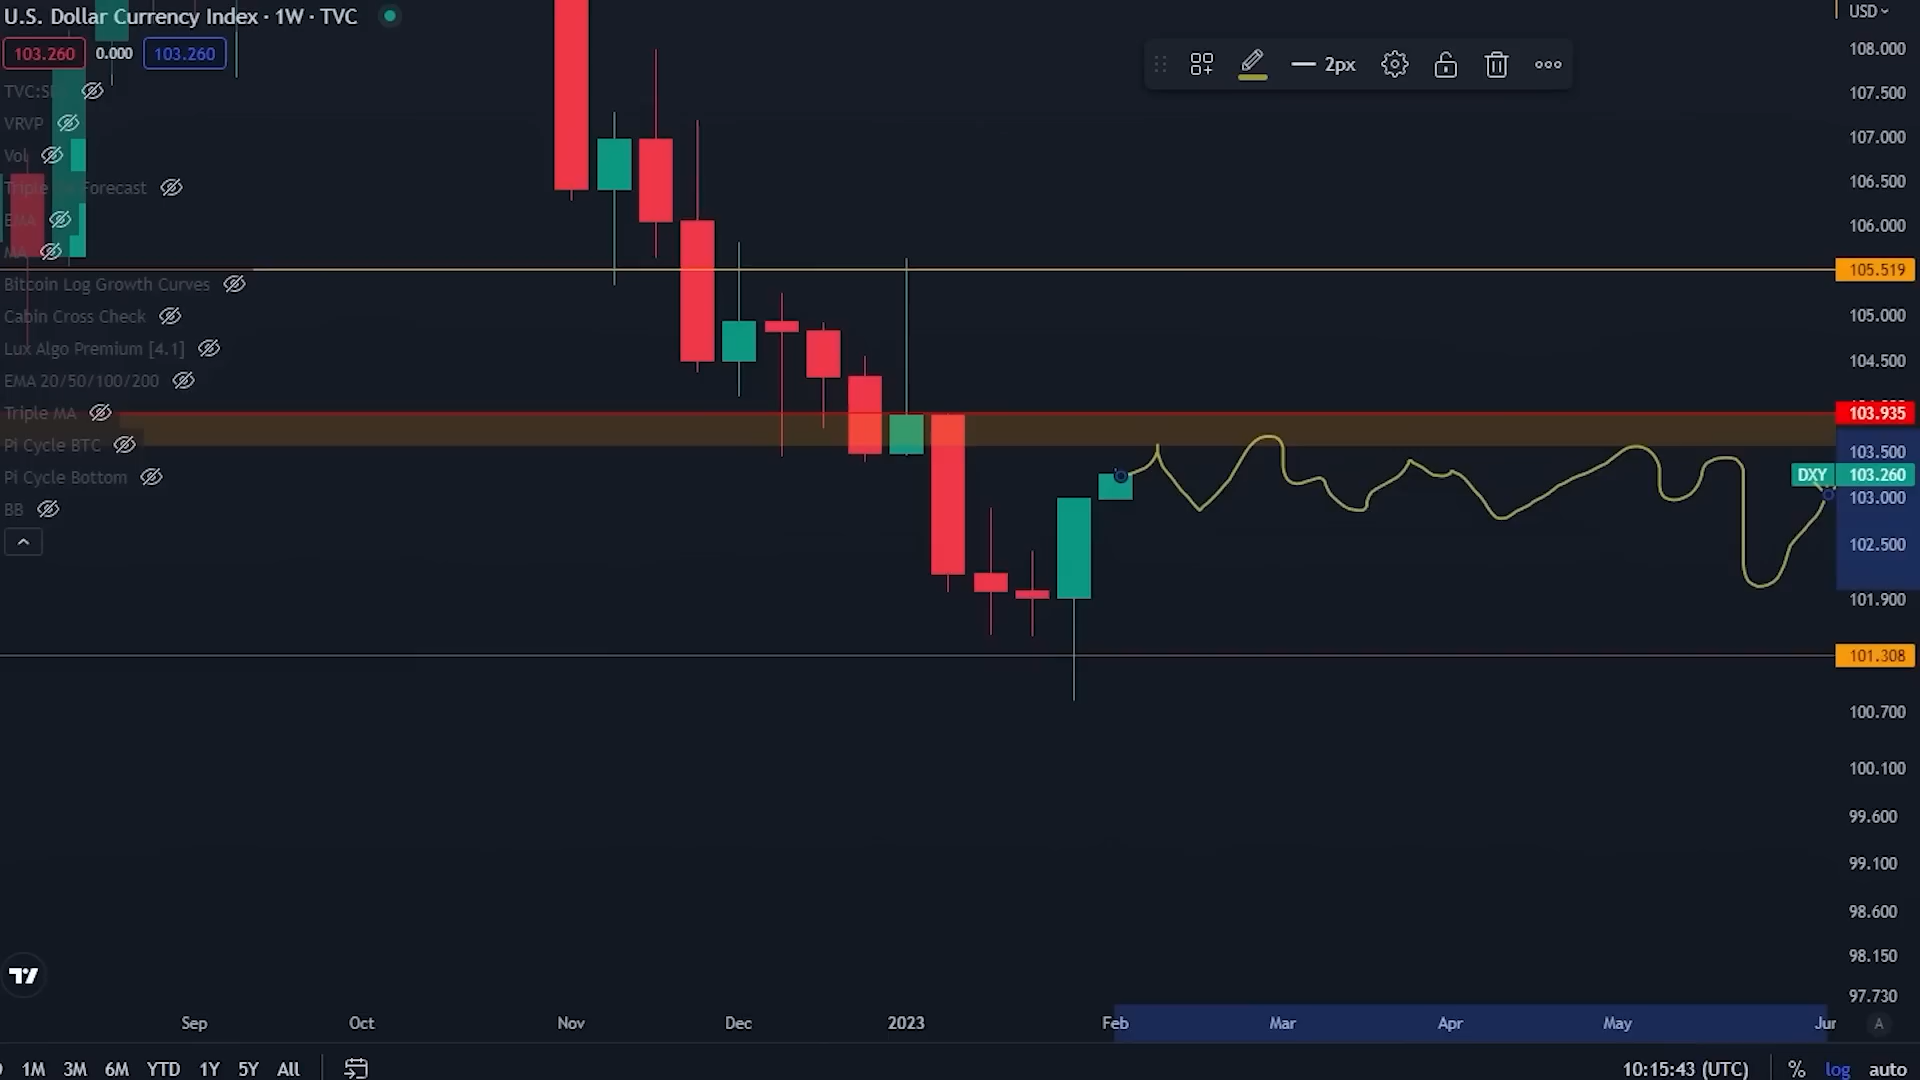 U.S. Dollar Currency Index · 1W · TVC
103.260 0.000 103.260
TVC:S
VRVP
Vol
Triple Forecast
EMA
MA
Bitcoin Log Growth Curves
Cabin Cross Check
Lux Algo Premium [4.1]
EMA 20/50/100/200
Triple MA
Pi Cycle BTC
Pi Cycle Bottom
BB
2px
USD
108.000
107.500
107.000
106.500
106.000
105.519
105.000
104.500
103.935
103.500
DXY 103.260
103.000
102.500
101.900
101.308
100.700
100.100
99.600
99.100
98.600
98.150
97.730
Sep Oct Nov Dec 2023 Feb Mar Apr May Jun A
1M 3M 6M YTD 1Y 5Y All 10:15:43 (UTC) % log auto